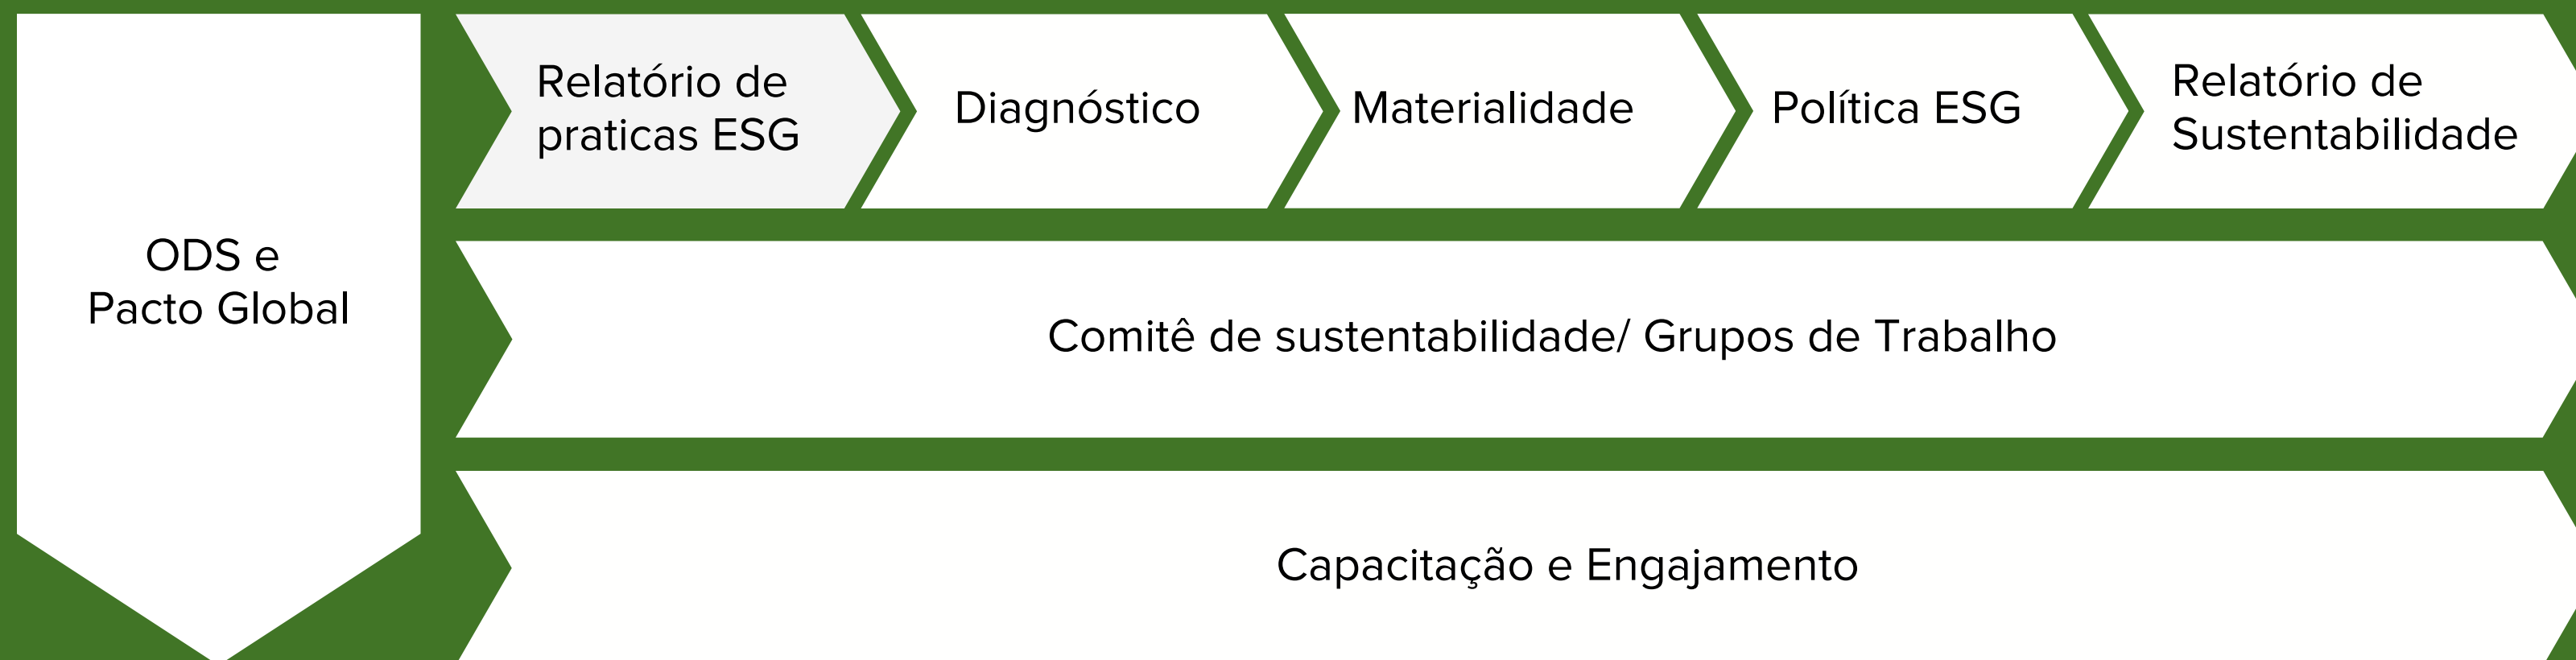 ODS e
Pacto Global
Relatório de
praticas ESG
Diagnóstico
Materialidade
Política ESG
Relatório de
Sustentabilidade
Comitê de sustentabilidade/ Grupos de Trabalho
Capacitação e Engajamento